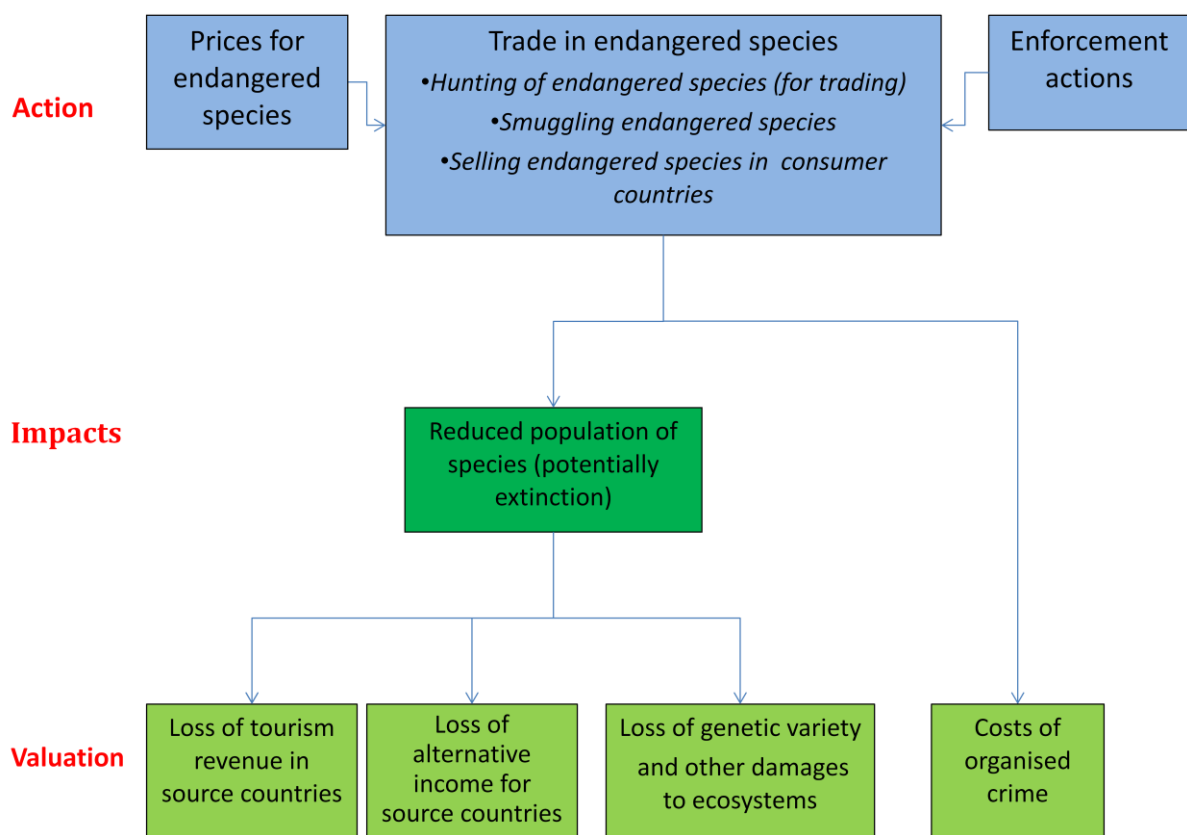 Action
Prices for
endangered
species
Trade in endangered species
•Hunting of endangered species (for trading)
•Smuggling endangered species
•Selling endangered species in consumer
countries
Enforcement
actions
Impacts
Reduced population of
species (potentially
extinction)
Valuation
Loss of tourism
revenue in
source countries
Loss of
alternative
income for
source countries
Loss of genetic variety
and other damages
to ecosystems
Costs of
organised
crime